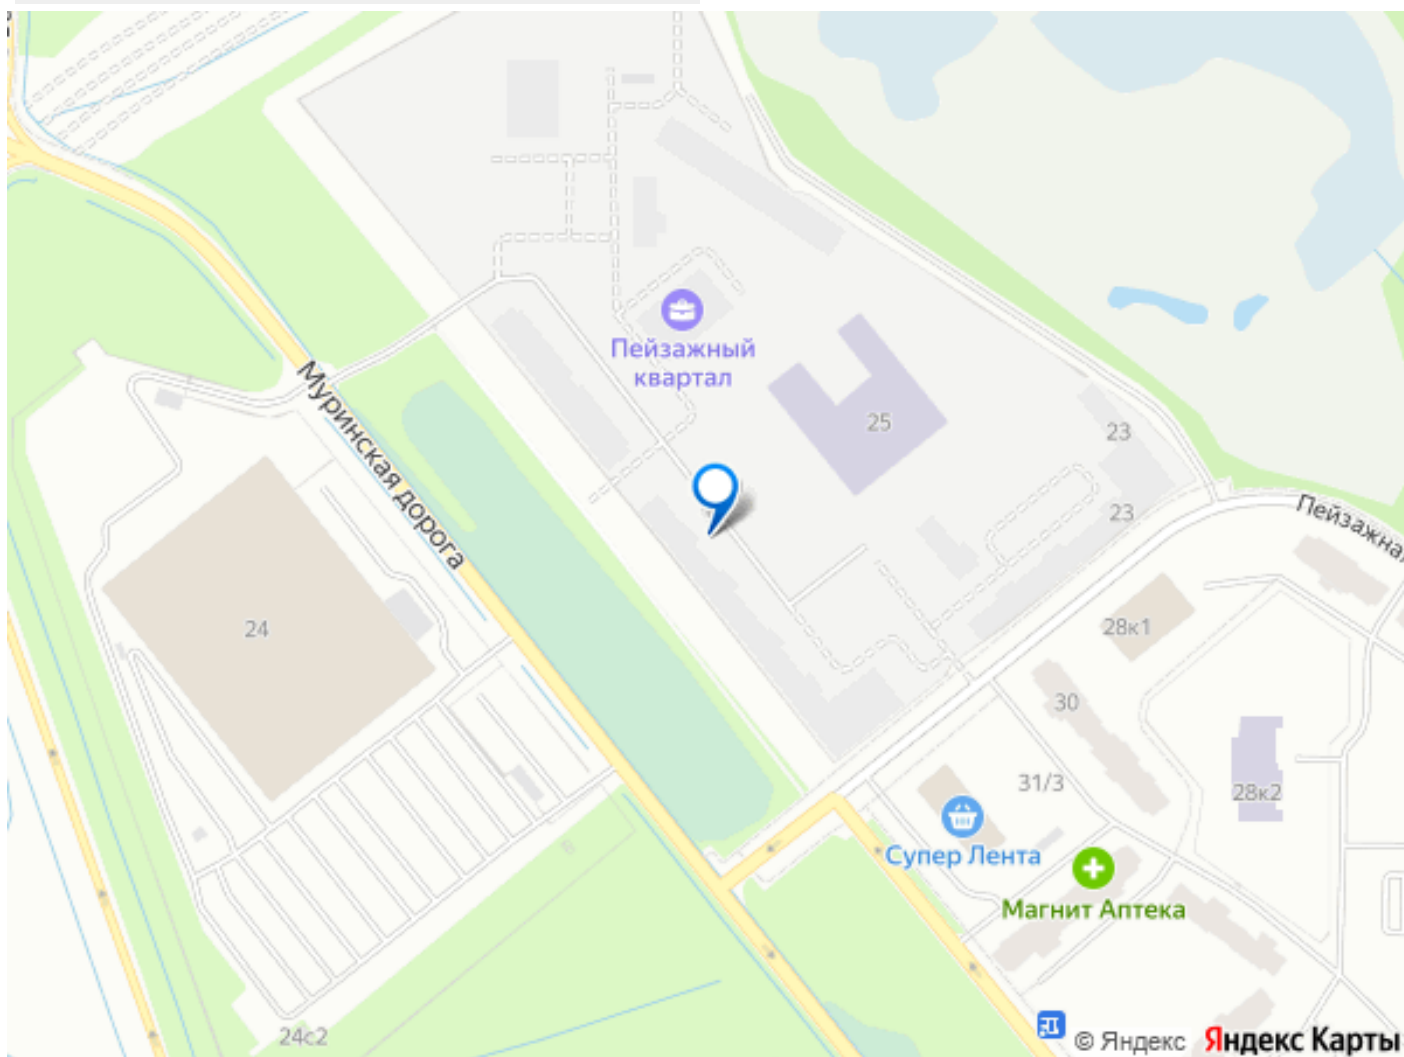 Пейзажный
квартал
25
23
23
Муринская дорога
Пейзажная
24
28к1
30
31/3
28к2
Супер Лента
Магнит Аптека
24с2
© Яндекс Яндекс Карты